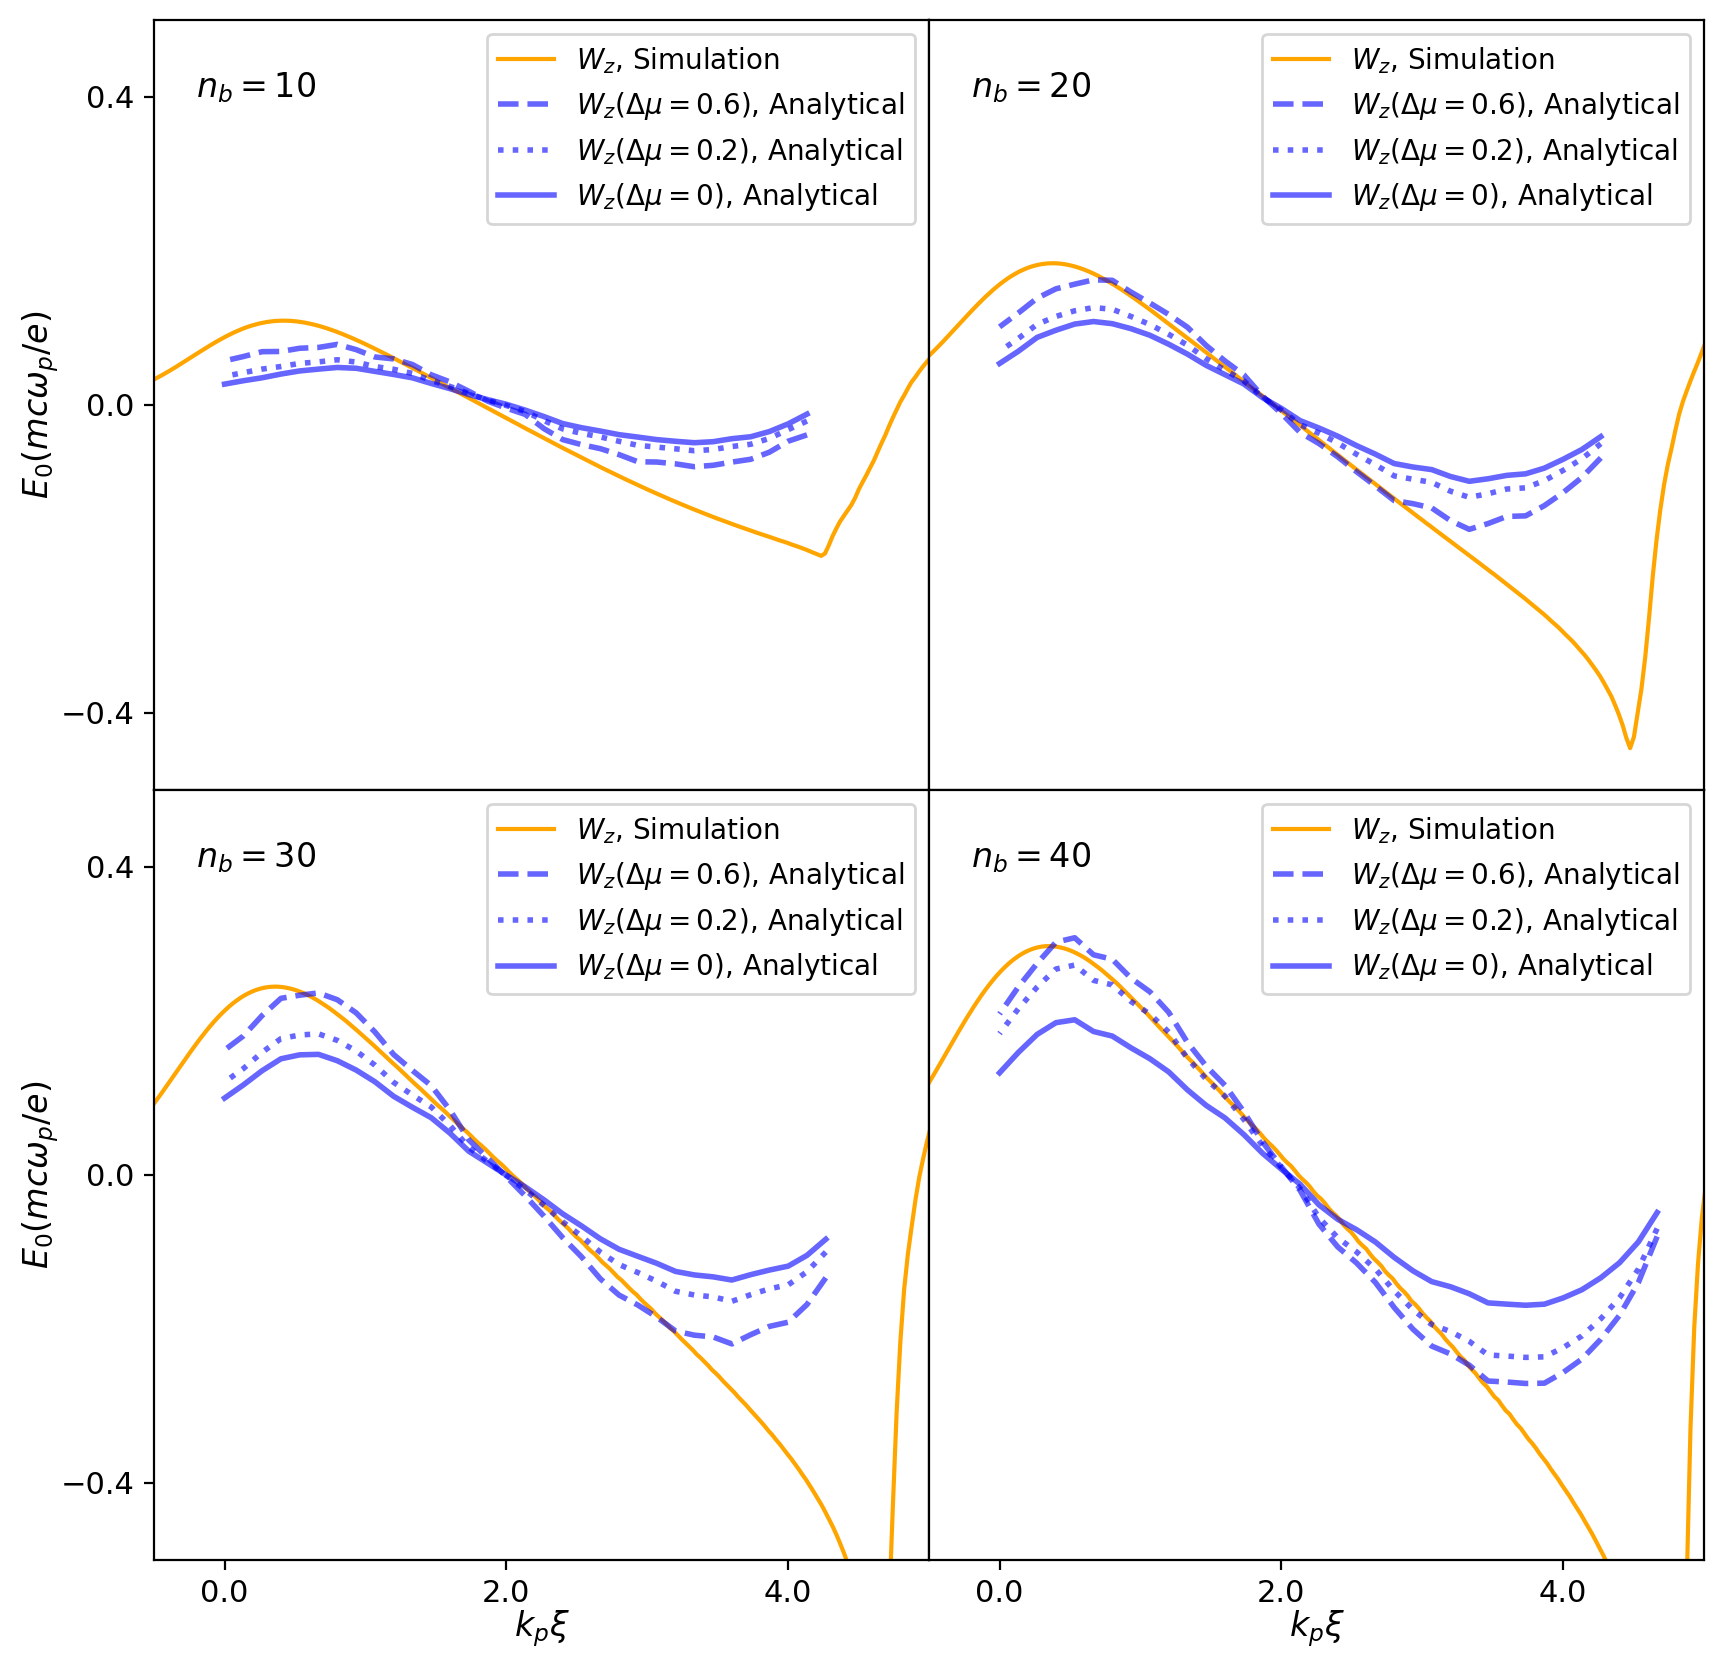 n_b = 10
W_z, Simulation
W_z(Δμ = 0.6), Analytical
W_z(Δμ = 0.2), Analytical
W_z(Δμ = 0), Analytical
n_b = 20
W_z, Simulation
W_z(Δμ = 0.6), Analytical
W_z(Δμ = 0.2), Analytical
W_z(Δμ = 0), Analytical
0.4
0.0
−0.4
E_0(mcω_p/e)
n_b = 30
W_z, Simulation
W_z(Δμ = 0.6), Analytical
W_z(Δμ = 0.2), Analytical
W_z(Δμ = 0), Analytical
n_b = 40
W_z, Simulation
W_z(Δμ = 0.6), Analytical
W_z(Δμ = 0.2), Analytical
W_z(Δμ = 0), Analytical
0.4
0.0
−0.4
E_0(mcω_p/e)
0.0 2.0 4.0
k_pξ
0.0 2.0 4.0
k_pξ